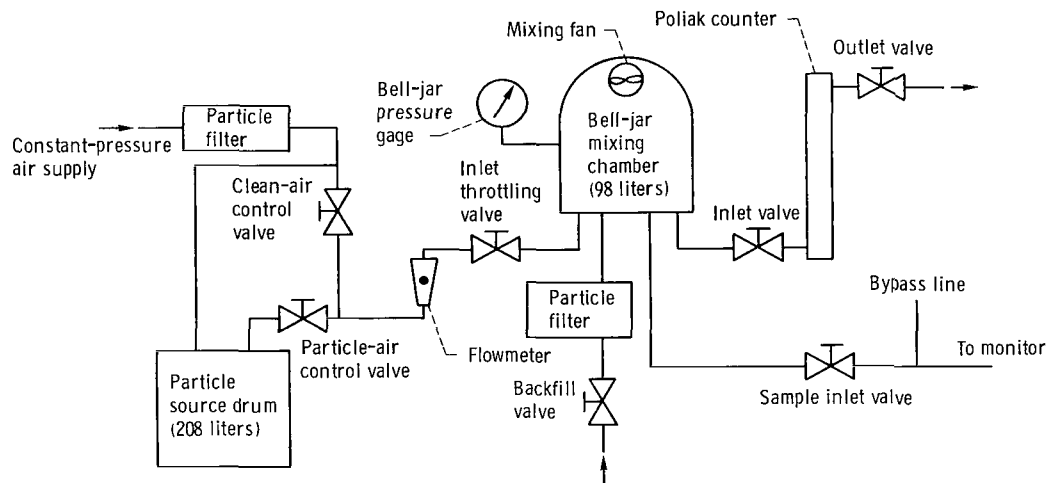 Mixing fan
Poliak counter
Outlet valve
Bell-jar
pressure
gage
Particle
filter
Constant-pressure
air supply
Bell-jar
mixing
chamber
(98 liters)
Clean-air
control
valve
Inlet
throttling
valve
Inlet valve
Particle
filter
Bypass line
Particle-air
control valve
Flowmeter
To monitor
Particle
source drum
(208 liters)
Backfill
valve
Sample inlet valve